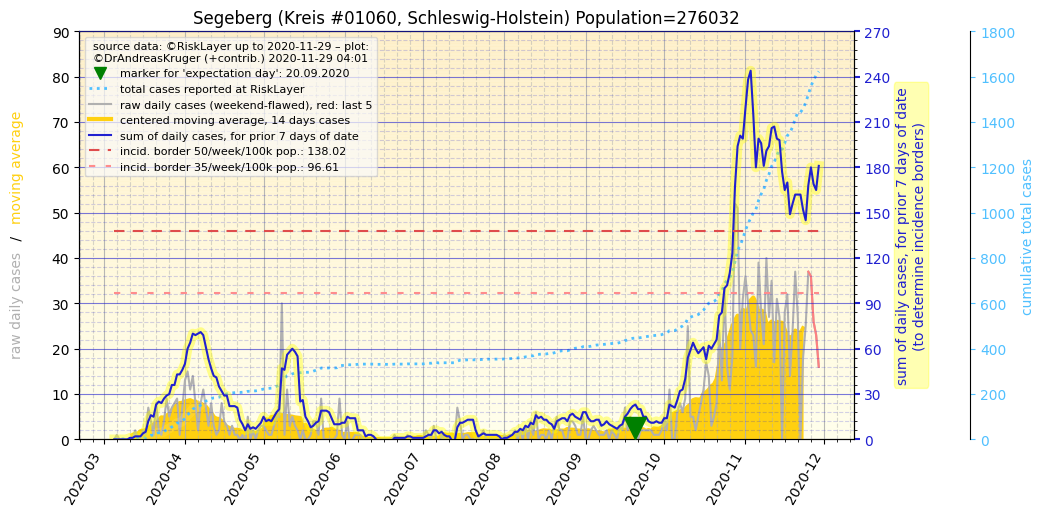 Segeberg (Kreis #01060, Schleswig-Holstein) Population=276032
source data: ©RiskLayer up to 2020-11-29 – plot:
©DrAndreasKruger (+contrib.) 2020-11-29 04:01
marker for 'expectation day': 20.09.2020
total cases reported at RiskLayer
raw daily cases (weekend-flawed), red: last 5
centered moving average, 14 days cases
sum of daily cases, for prior 7 days of date
incid. border 50/week/100k pop.: 138.02
incid. border 35/week/100k pop.: 96.61
raw daily cases / moving average
90
80
70
60
50
40
30
20
10
0
270
240
210
180
150
120
90
60
30
0
sum of daily cases, for prior 7 days of date
(to determine incidence borders)
1800
1600
1400
1200
1000
800
600
400
200
0
cumulative total cases
2020-03
2020-04
2020-05
2020-06
2020-07
2020-08
2020-09
2020-10
2020-11
2020-12